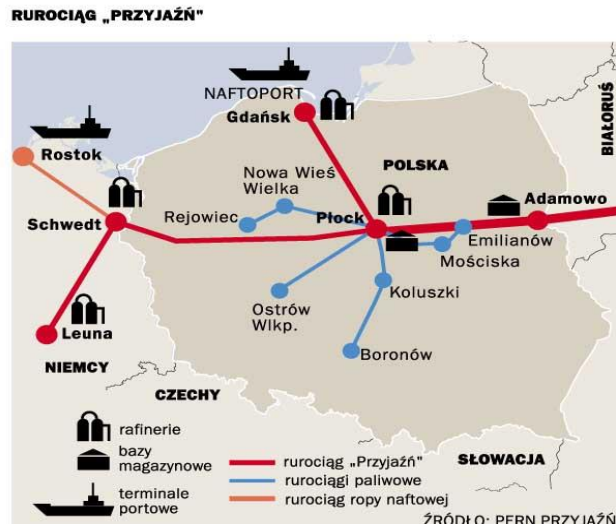 RUROCIĄG „PRZYJAŹŃ"
NAFTOPORT
Gdańsk
BIAŁORUŚ
Rostok
POLSKA
Nowa Wieś
Wielka
Adamowo
Schwedt
Rejowiec
Płock
Emilianów
Mościska
Ostrów
Wlkp.
Koluszki
Leuna
Boronów
NIEMCY
CZECHY
SŁOWACJA
rafinerie
bazy
magazynowe
terminale
portowe
rurociąg „Przyjaźń"
rurociągi paliwowe
rurociąg ropy naftowej
ŹRÓDŁO: PERN PRZYJAŹŃ